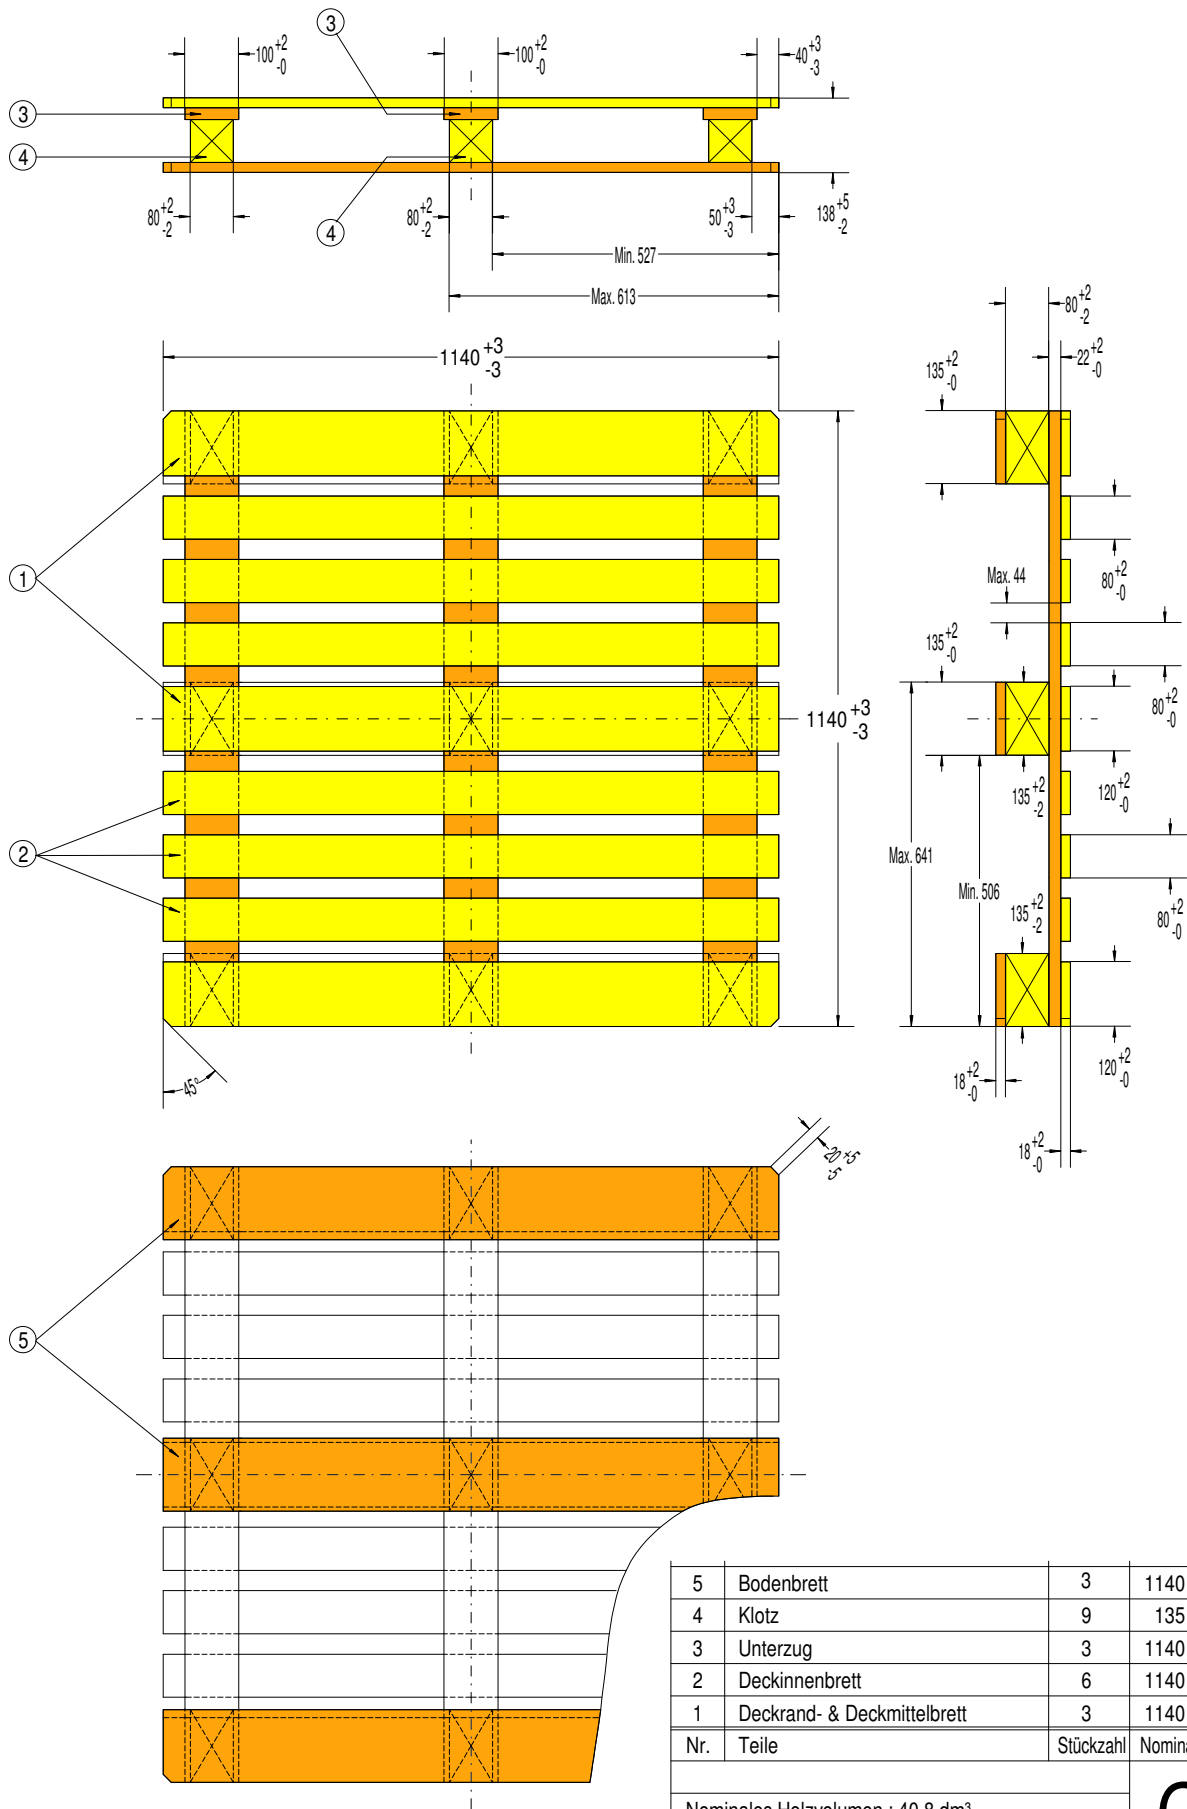 3
100 +2 -0
100 +2 -0
40 +3 -3
3
4
80 +2 -2
80 +2 -2
4
50 +3 -3
138 +5 -2
Min. 527
Max. 613
1140 +3 -3
80 +2 -2
22 +2 -0
135 +2 -0
1
Max. 44
80 +2 -0
135 +2 -0
80 +2 -0
1140 +3 -3
135 +2 -2
120 +2 -0
2
Max. 641
Min. 506
135 +2 -2
80 +2 -0
45°
18 +2 -0
120 +2 -0
18 +2 -0
20 +5 -5
5
5 Bodenbrett 3 1140
4 Klotz 9 135
3 Unterzug 3 1140
2 Deckinnenbrett 6 1140
1 Deckrand- & Deckmittelbrett 3 1140
Nr. Teile Stückzahl
Nominales Holzvolumen : 40,8 dm³